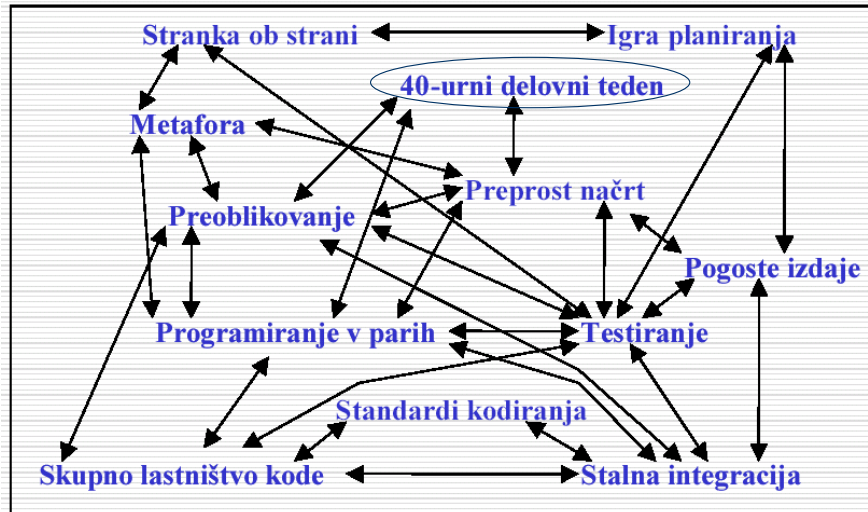 Stranka ob strani
Igra planiranja
40-urni delovni teden
Metafora
Preprost načrt
Preoblikovanje
Pogoste izdaje
Programiranje v parih
Testiranje
Standardi kodiranja
Skupno lastništvo kode
Stalna integracija